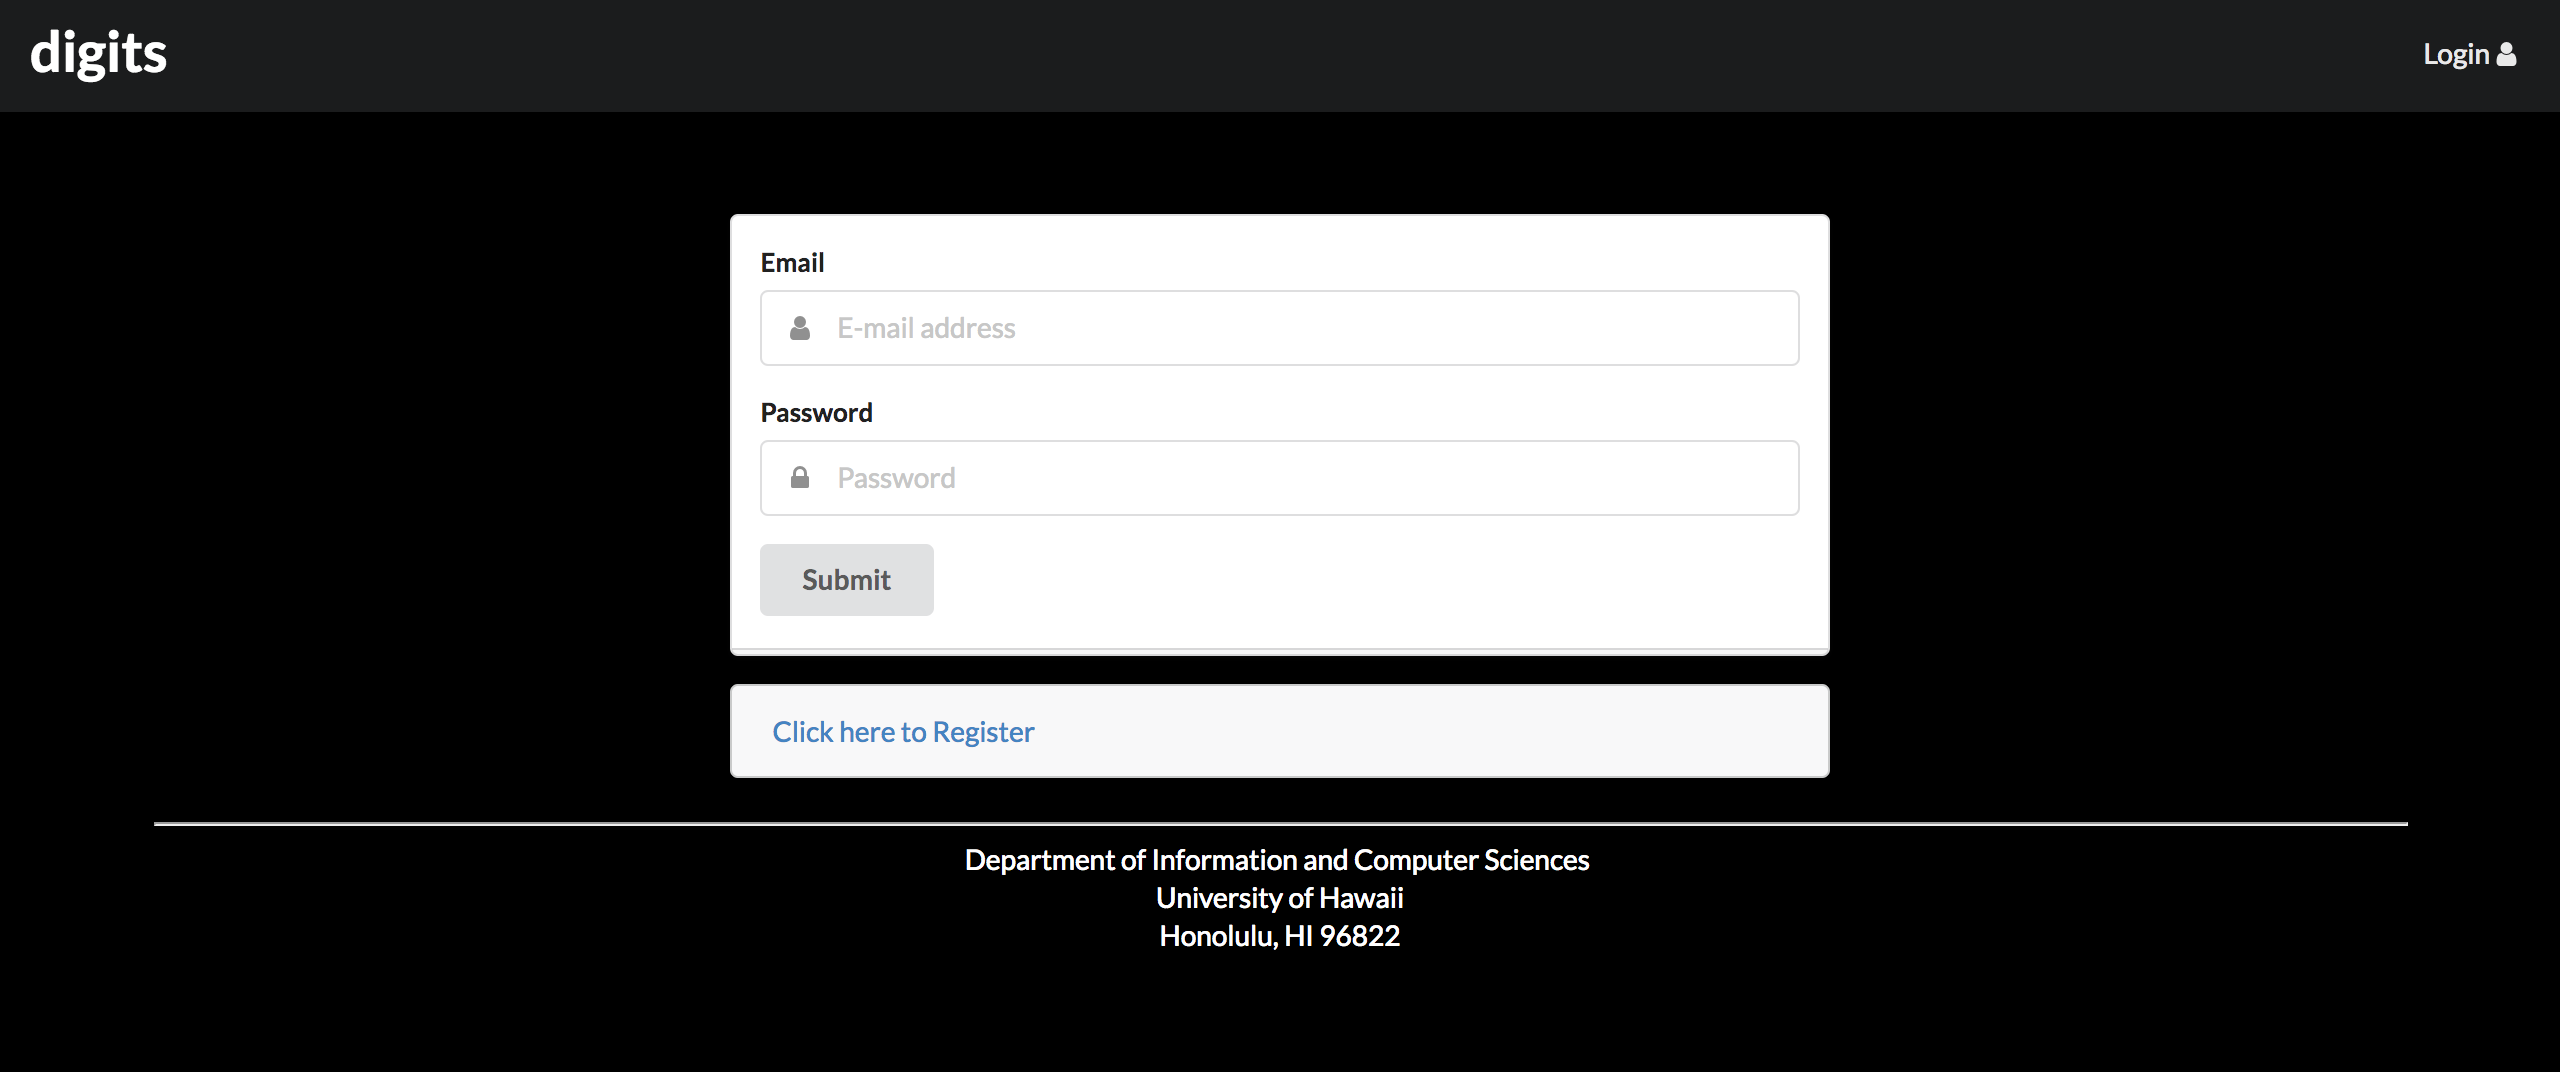 digits
Login
Email
E-mail address
Password
Password
Submit
Click here to Register
Department of Information and Computer Sciences
University of Hawaii
Honolulu, HI 96822